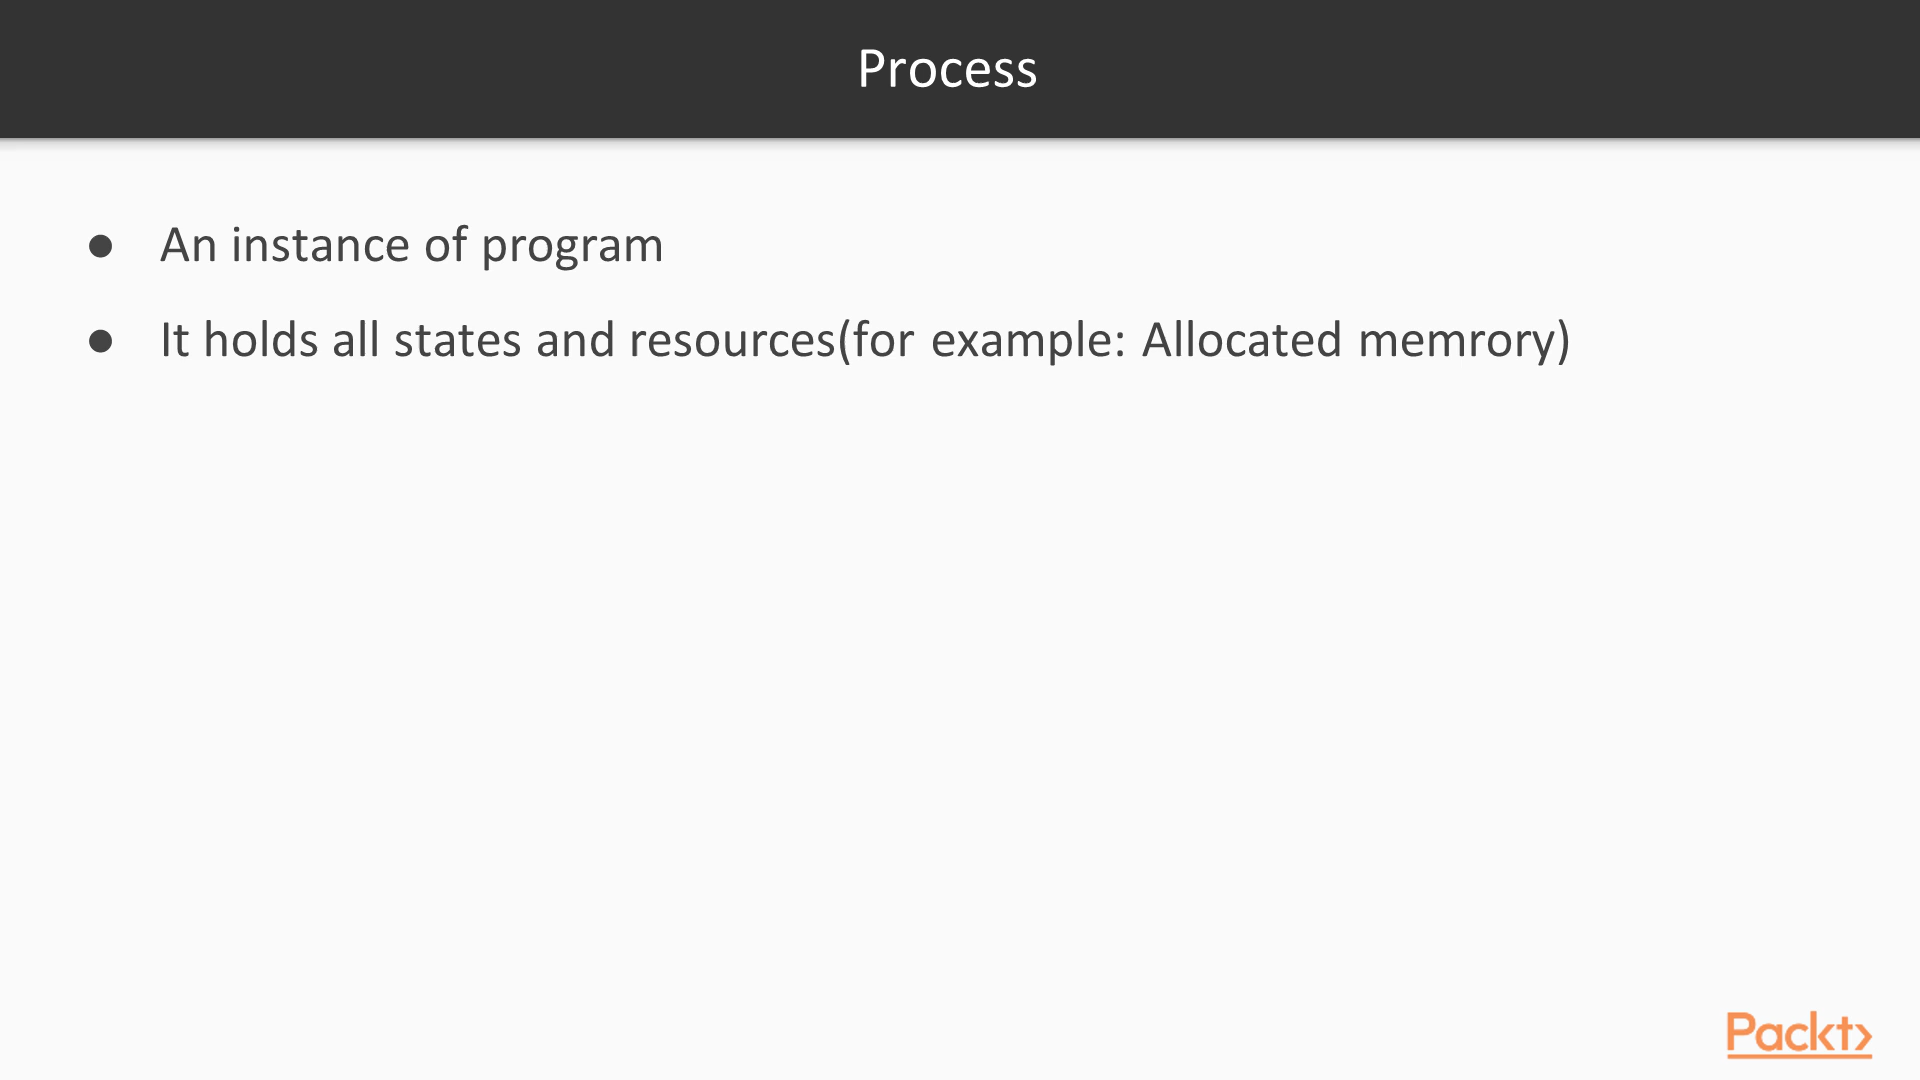 Process
● An instance of program
● It holds all states and resources(for example: Allocated memrory)
Packt>